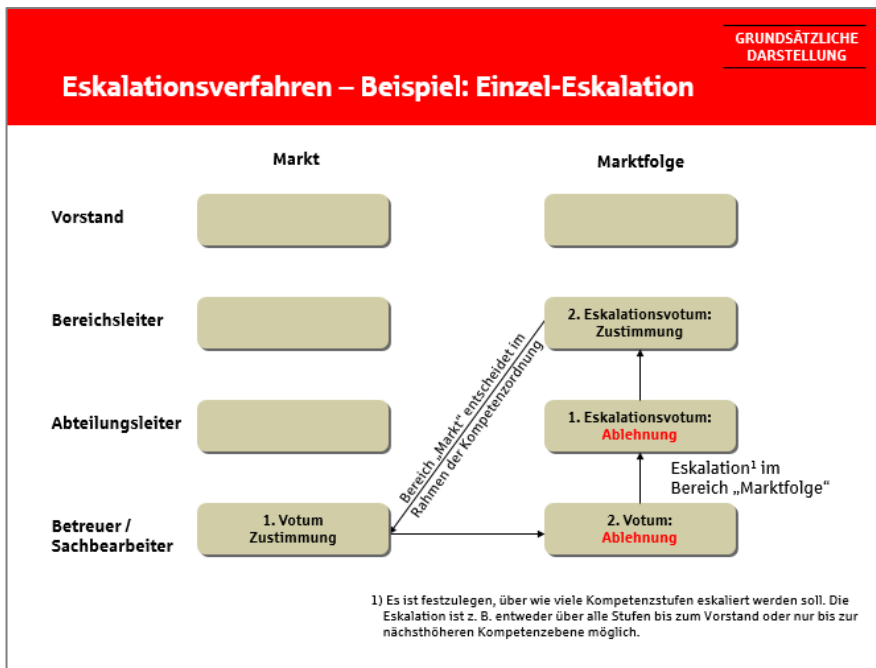 GRUNDSÄTZLICHE
DARSTELLUNG
Eskalationsverfahren – Beispiel: Einzel-Eskalation
Markt
Marktfolge
Vorstand
Bereichsleiter
2. Eskalationsvotum:
Zustimmung
Bereich „Markt“ entscheidet im
Rahmen der Kompetenzordnung
Abteilungsleiter
1. Eskalationsvotum:
Ablehnung
Eskalation¹ im
Bereich „Marktfolge“
Betreuer /
Sachbearbeiter
1. Votum
Zustimmung
2. Votum:
Ablehnung
1) Es ist festzulegen, über wie viele Kompetenzstufen eskaliert werden soll. Die
Eskalation ist z. B. entweder über alle Stufen bis zum Vorstand oder nur bis zur
nächsthöheren Kompetenzebene möglich.